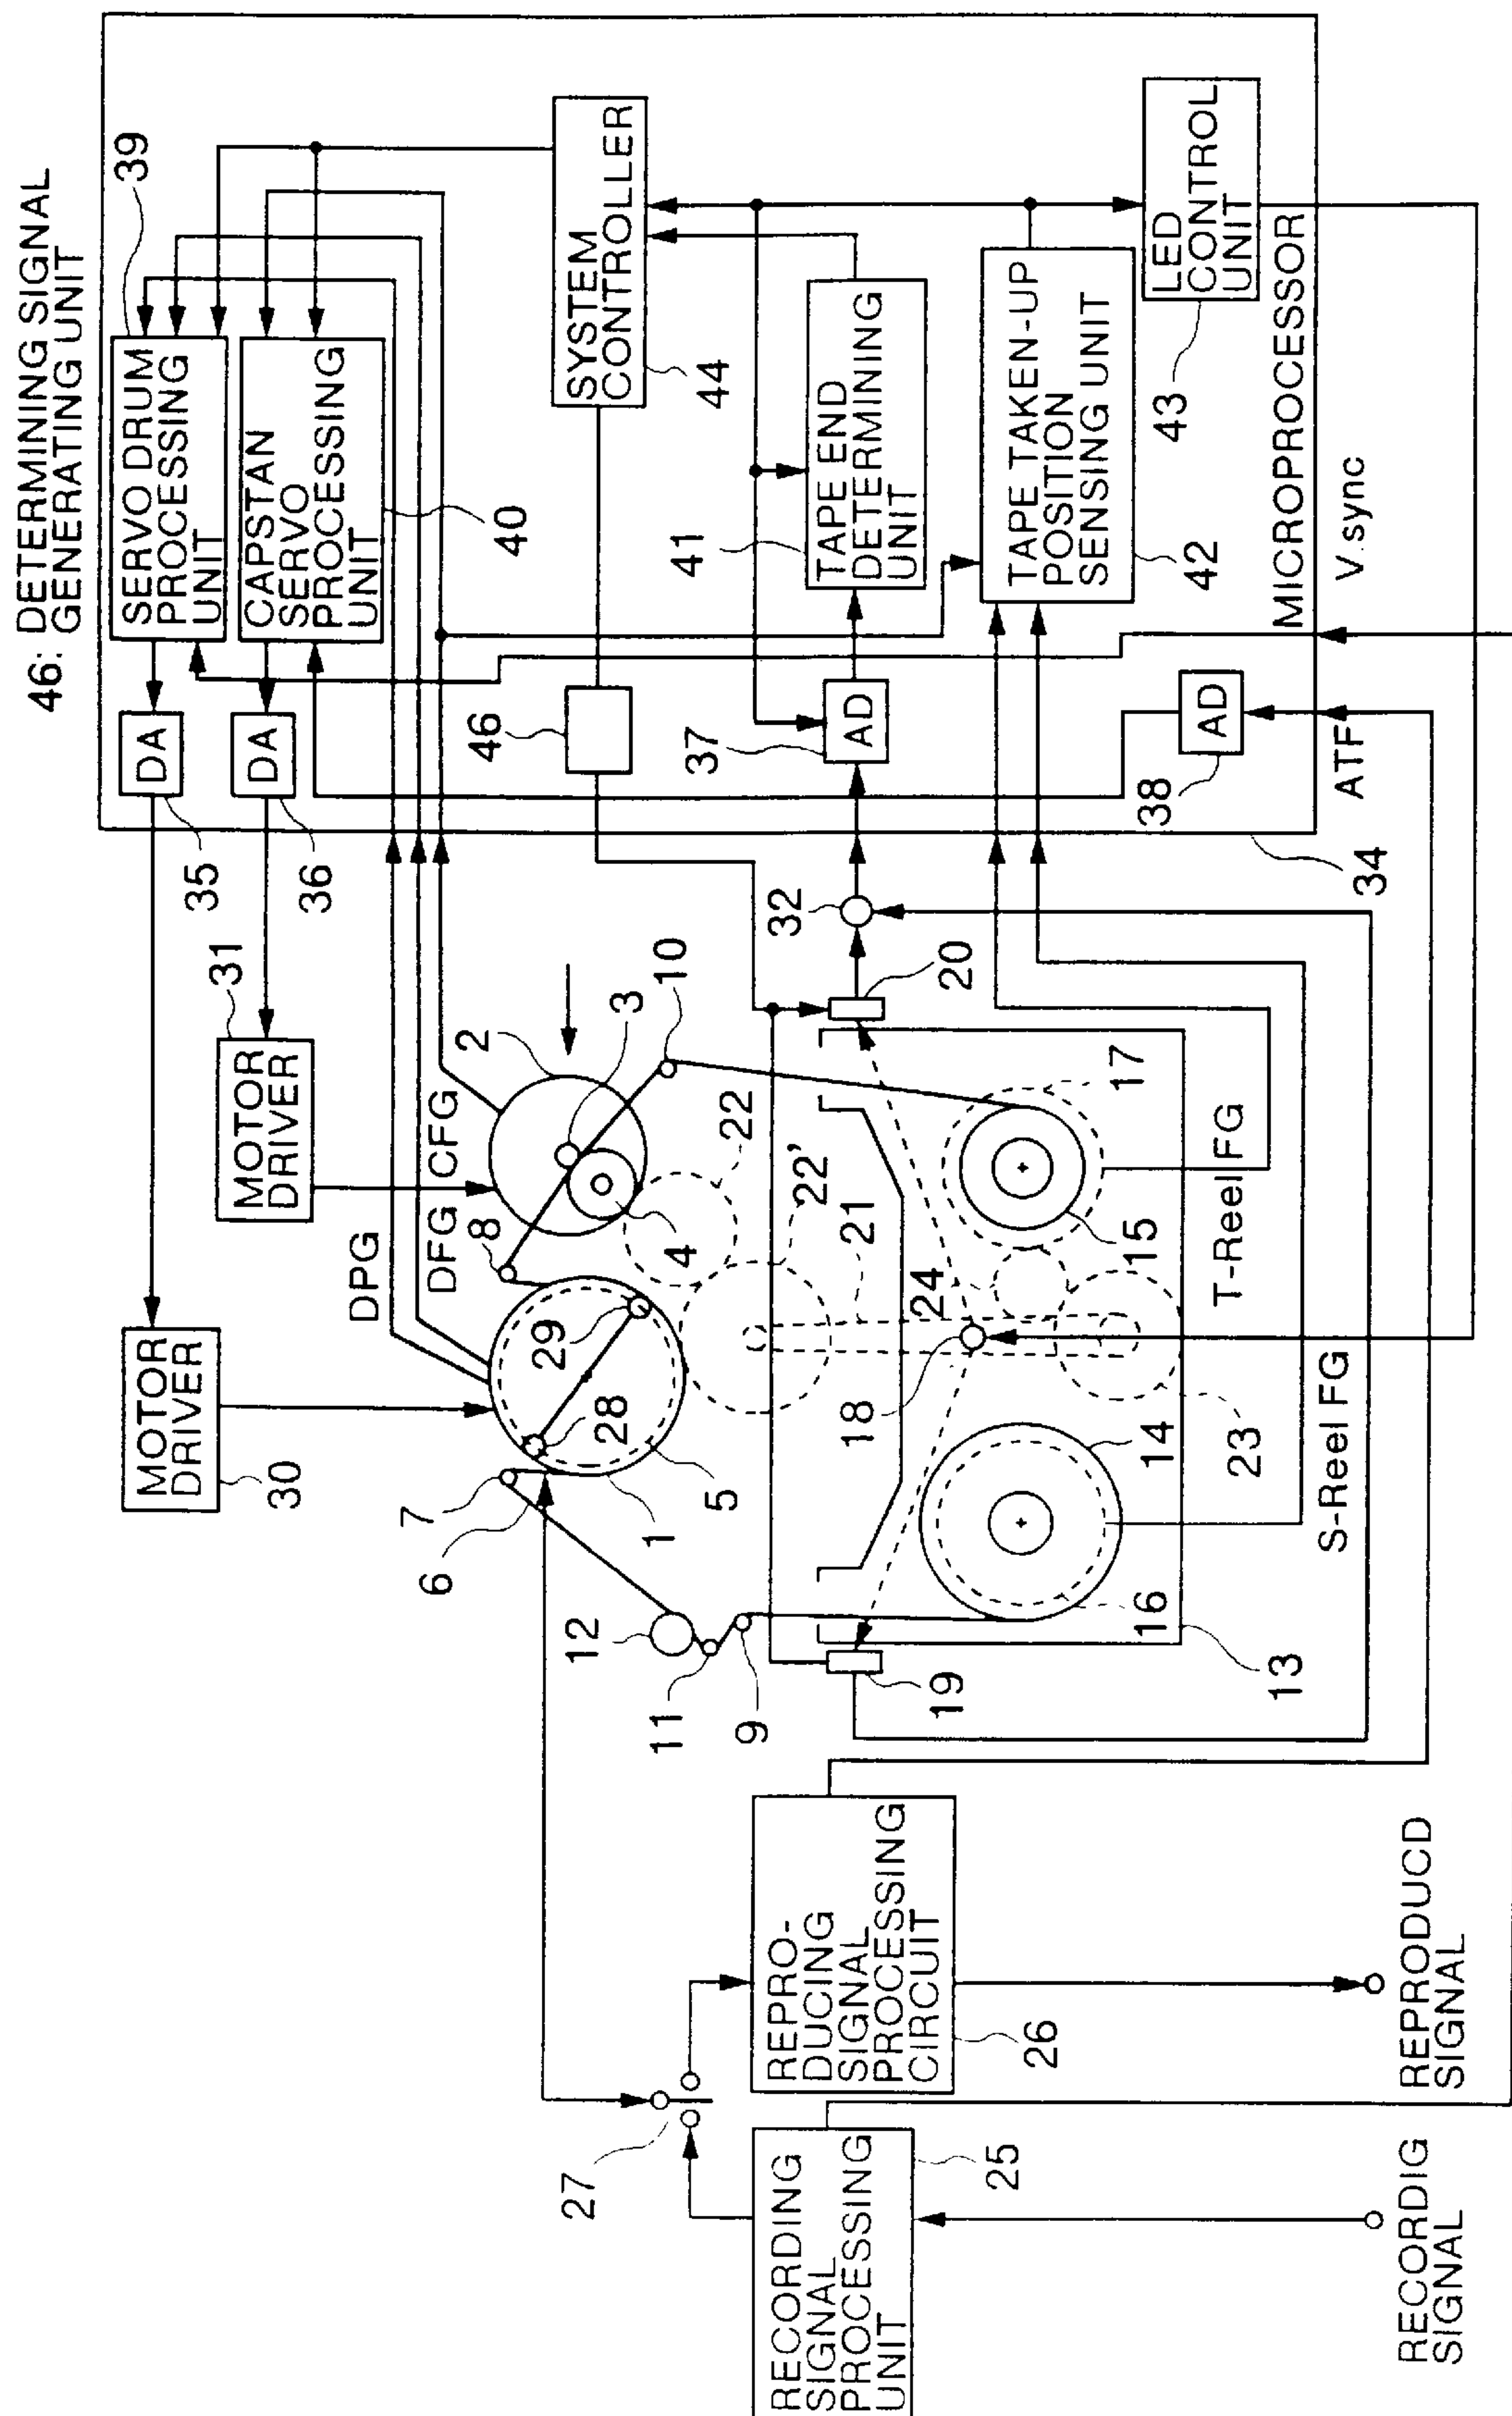 46: DETERMINING SIGNAL
GENERATING UNIT
39
SERVO DRUM
PROCESSING
UNIT
CAPSTAN
SERVO
PROCESSING
UNIT
40
DA
35
DA
36
MOTOR
DRIVER
30
MOTOR
DRIVER
31
SYSTEM
CONTROLLER
44
46
TAPE END
DETERMINING
UNIT
41
AD
37
TAPE TAKEN-UP
POSITION
SENSING UNIT
42
LED
CONTROL
UNIT
43
MICROPROCESSOR
V.sync
AD
38
ATF
34
32
20
DPG
DFG
CFG
2
3
10
8
4
22
22'
21
24
18
17
15
T-Reel FG
29
28
5
1
7
6
12
11
9
19
14
23
16
13
S-Reel FG
27
REPRO-
DUCING
SIGNAL
PROCESSING
CIRCUIT
26
REPRODUCD
SIGNAL
RECORDING
SIGNAL
PROCESSING
UNIT
25
RECORDIG
SIGNAL